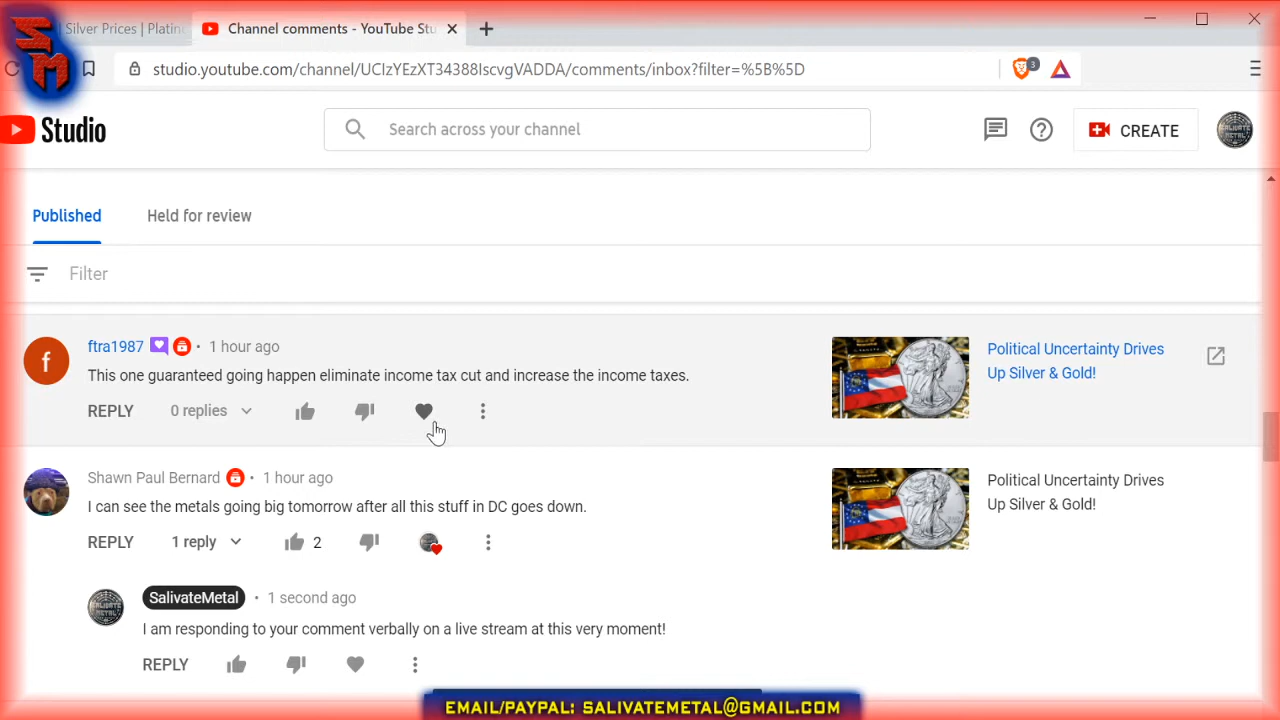 SM
Silver Prices | Platin
Channel comments - YouTube Stu
studio.youtube.com/channel/UCIzYEzXT34388IscvgVADDA/comments/inbox?filter=%5B%5D
3
Studio
Search across your channel
CREATE
Published
Held for review
Filter
f
ftra1987 • 1 hour ago
This one guaranteed going happen eliminate income tax cut and increase the income taxes.
REPLY 0 replies
Political Uncertainty Drives
Up Silver & Gold!
Shawn Paul Bernard • 1 hour ago
I can see the metals going big tomorrow after all this stuff in DC goes down.
REPLY 1 reply 2
Political Uncertainty Drives
Up Silver & Gold!
SalivateMetal • 1 second ago
I am responding to your comment verbally on a live stream at this very moment!
REPLY
EMAIL/PAYPAL: SALIVATEMETAL@GMAIL.COM